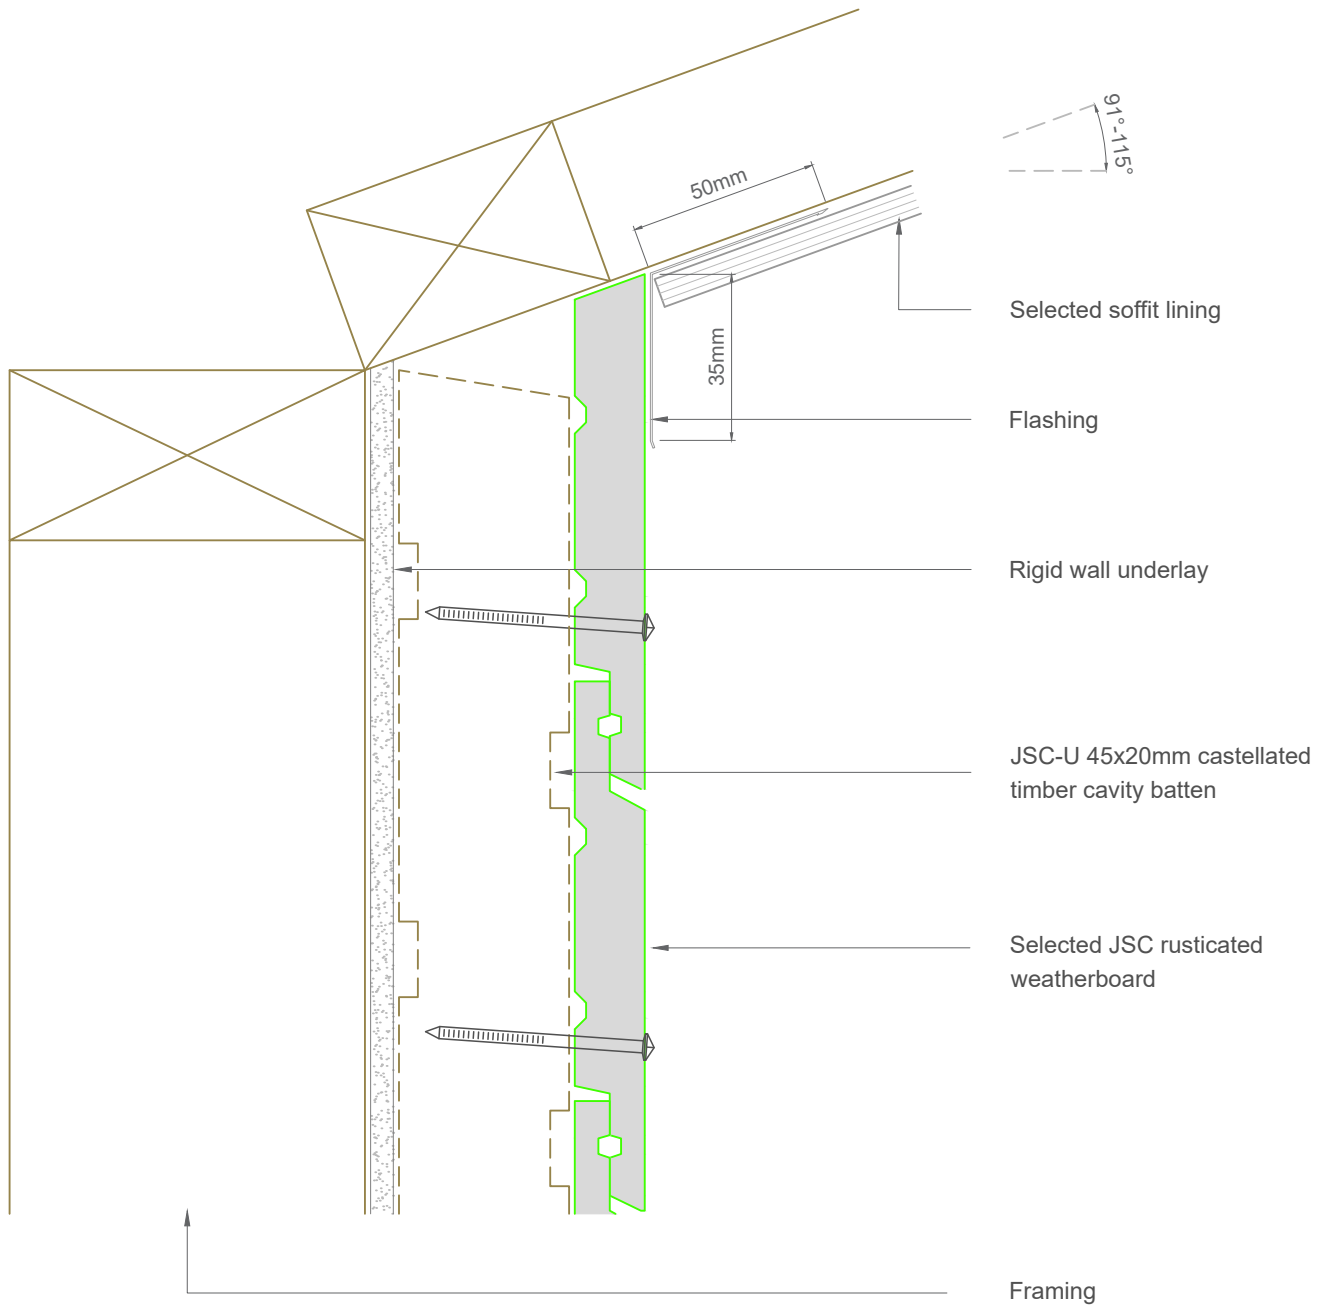 91°-115°
50mm
Selected soffit lining
35mm
Flashing
Rigid wall underlay
JSC-U 45x20mm castellated
timber cavity batten
Selected JSC rusticated
weatherboard
Framing